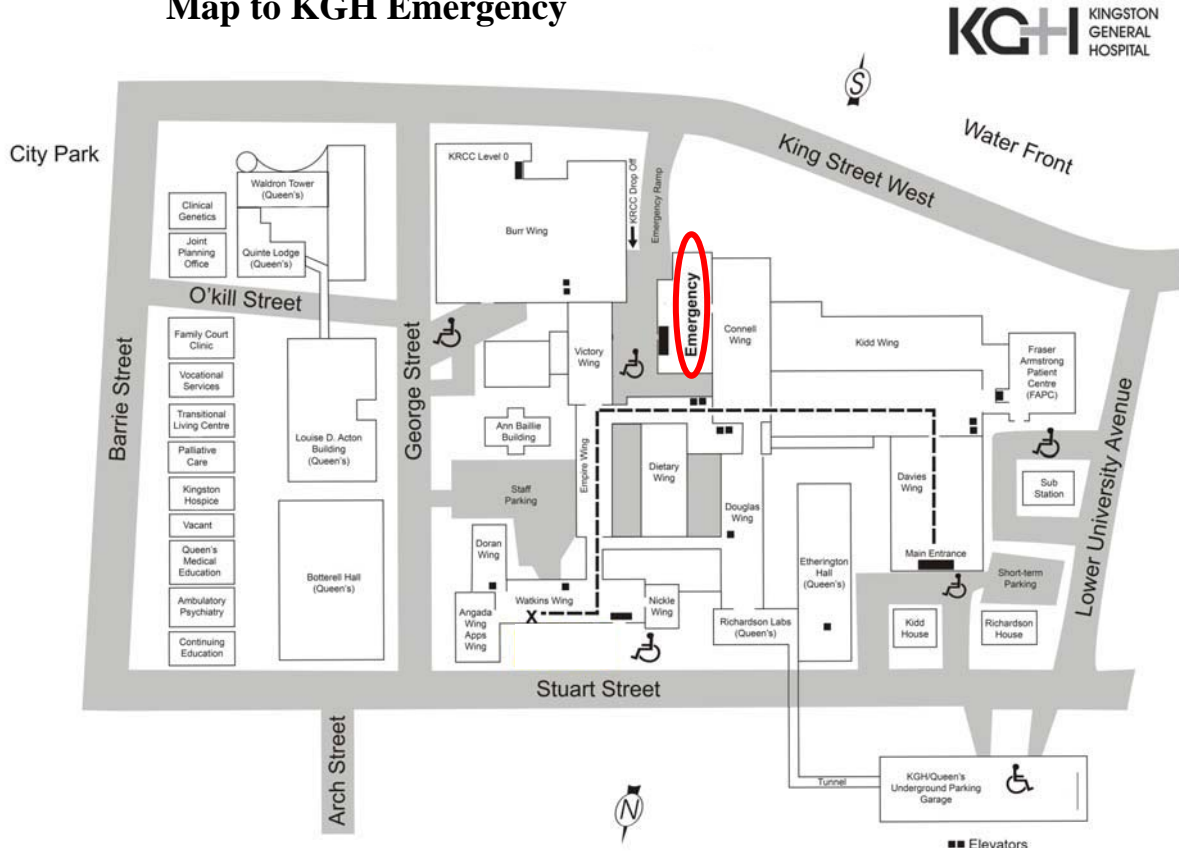 Map to KGH Emergency
KGH
KINGSTON
GENERAL
HOSPITAL
S
City Park
Water Front
King Street West
KRCC Level 0
KRCC Drop Off
Emergency Ramp
Waldron Tower
(Queen's)
Clinical
Genetics
Joint
Planning
Office
Quinte Lodge
(Queen's)
Burr Wing
O'kill Street
Barrie Street
George Street
Emergency
Connell
Wing
Kidd Wing
Fraser
Armstrong
Patient
Centre
(FAPC)
Lower University Avenue
Family Court
Clinic
Vocational
Services
Transitional
Living Centre
Palliative
Care
Kingston
Hospice
Vacant
Queen's
Medical
Education
Ambulatory
Psychiatry
Continuing
Education
Louise D. Acton
Building
(Queen's)
Botterell Hall
(Queen's)
Victory
Wing
Ann Baillie
Building
Empire Wing
Staff
Parking
Dietary
Wing
Douglas
Wing
Davies
Wing
Sub
Station
Doran
Wing
Watkins Wing
X
Angada
Wing
Apps
Wing
Nickle
Wing
Richardson Labs
(Queen's)
Etherington
Hall
(Queen's)
Main Entrance
Short-term
Parking
Kidd
House
Richardson
House
Stuart Street
Arch Street
N
Tunnel
KGH/Queen's
Underground Parking
Garage
Elevators